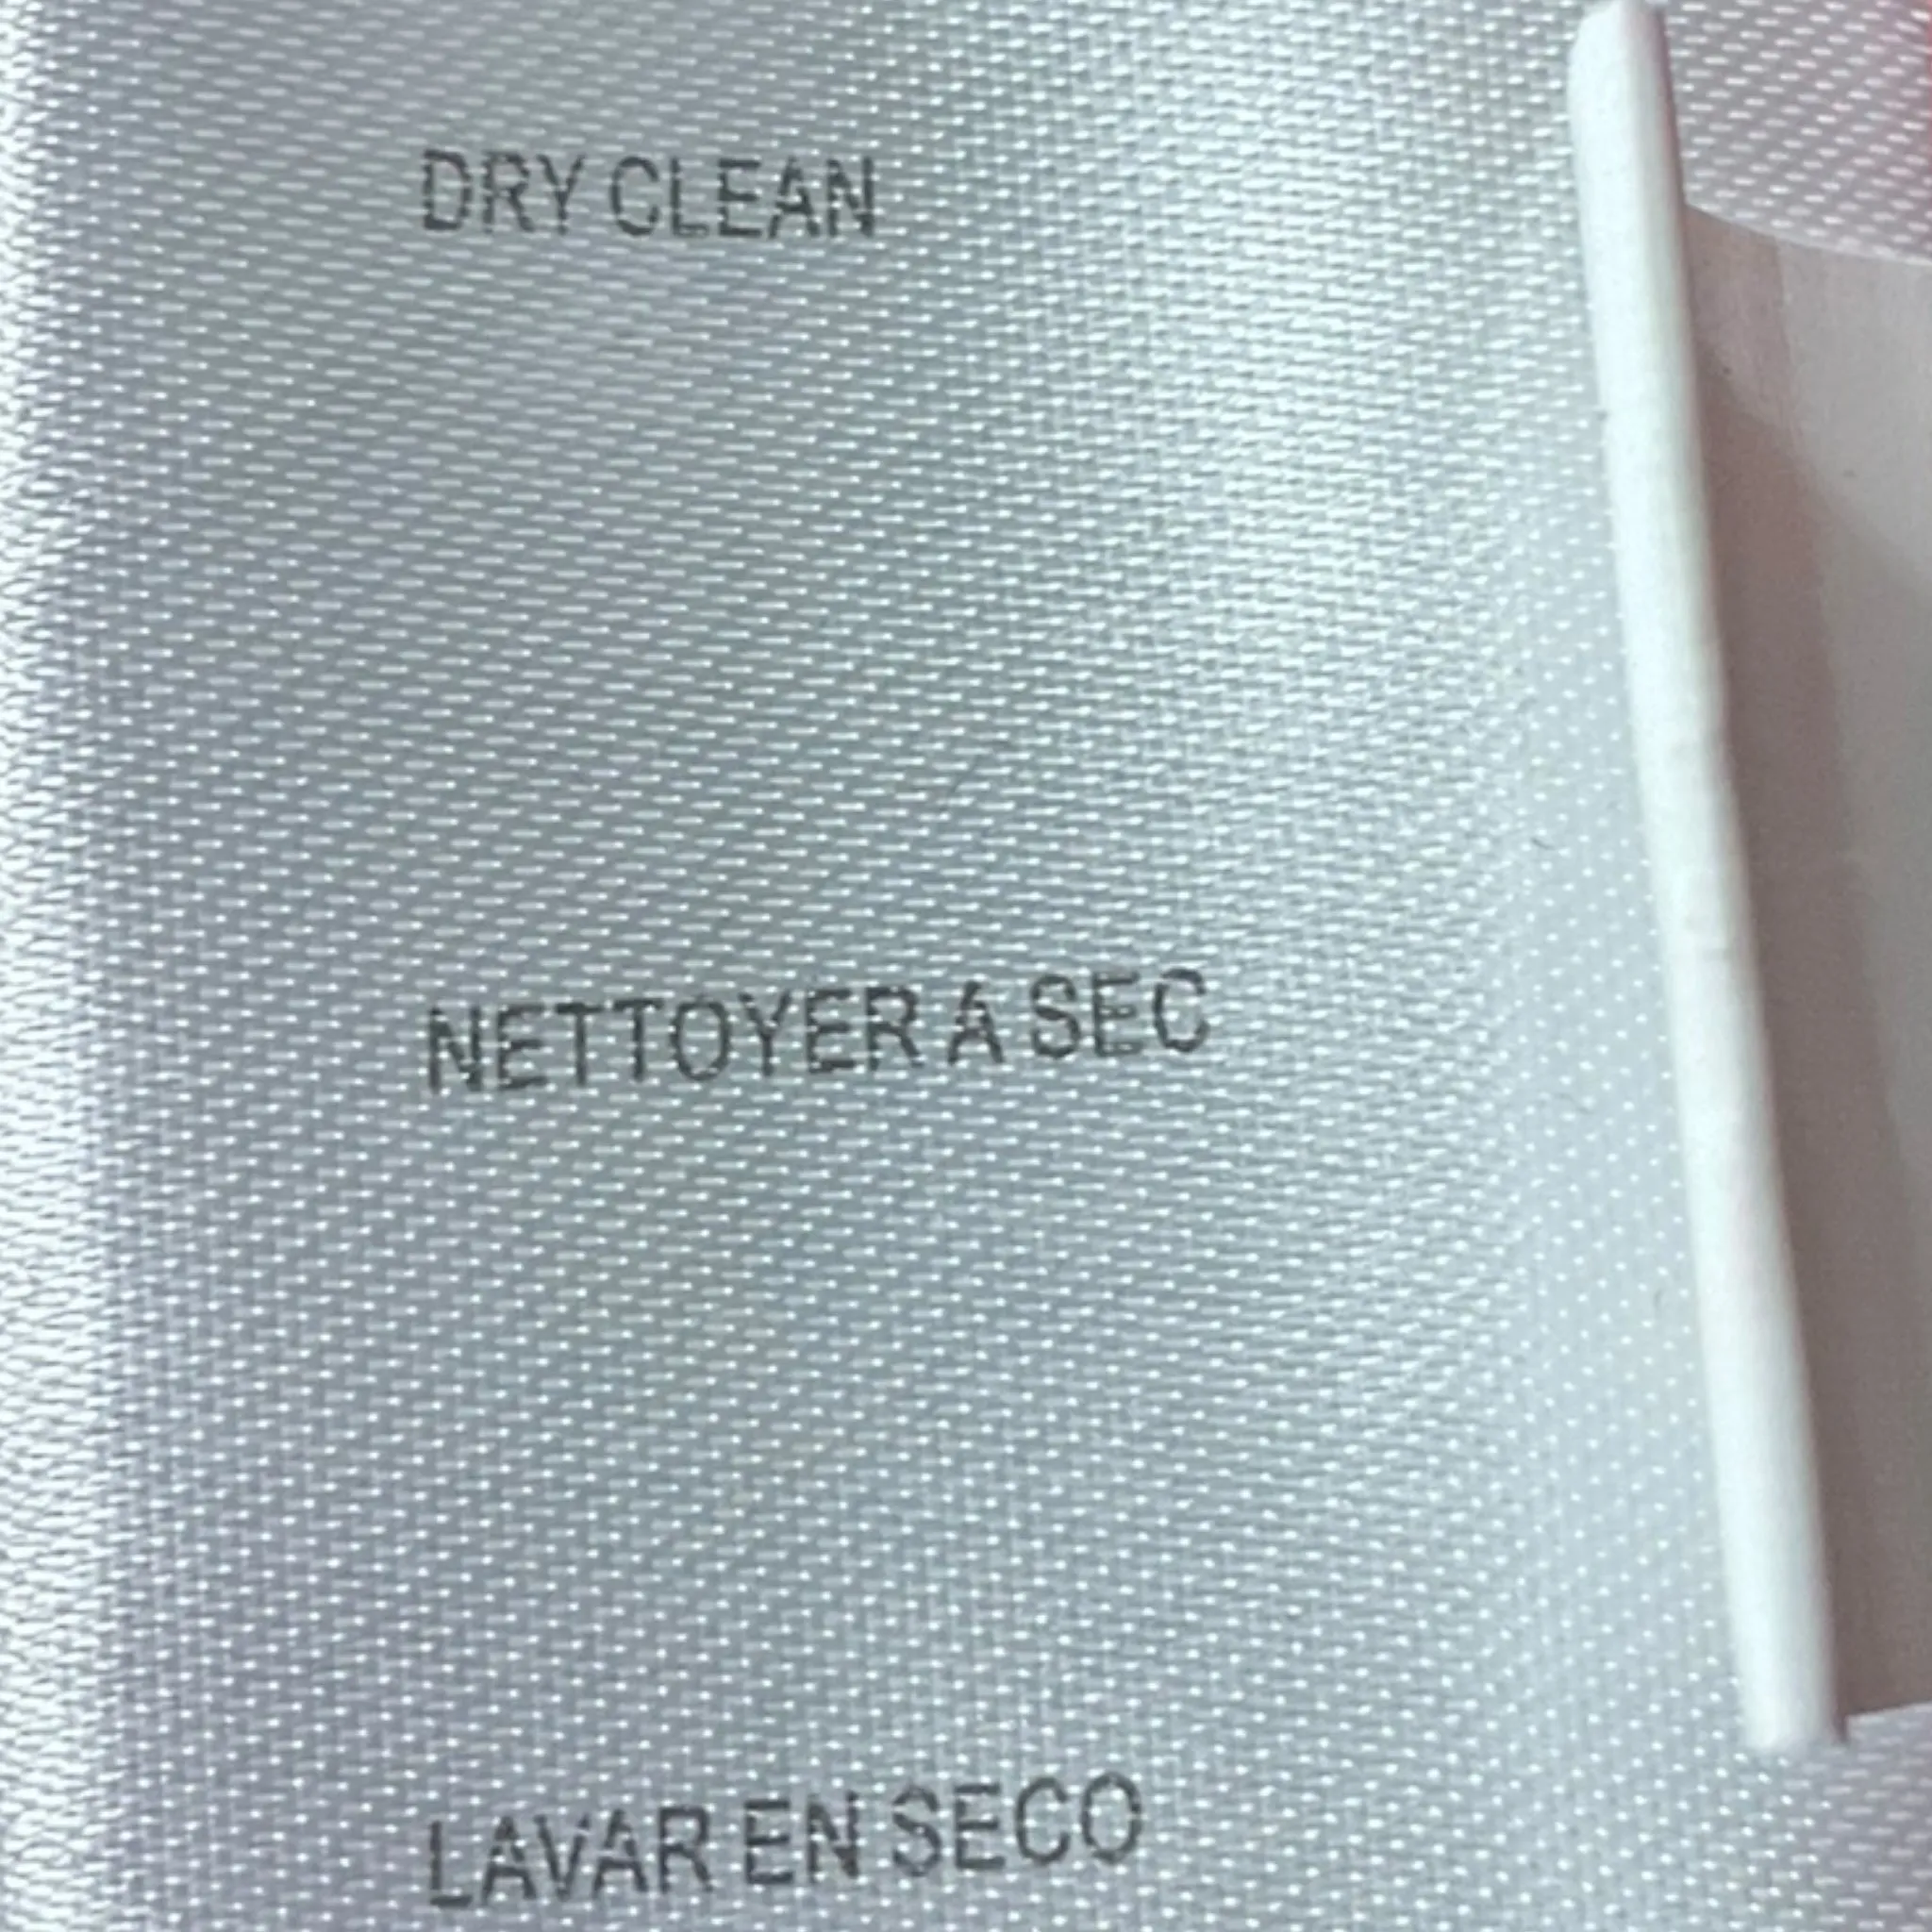 DRY CLEAN
NETTOYER A SEC
LAVAR EN SECO